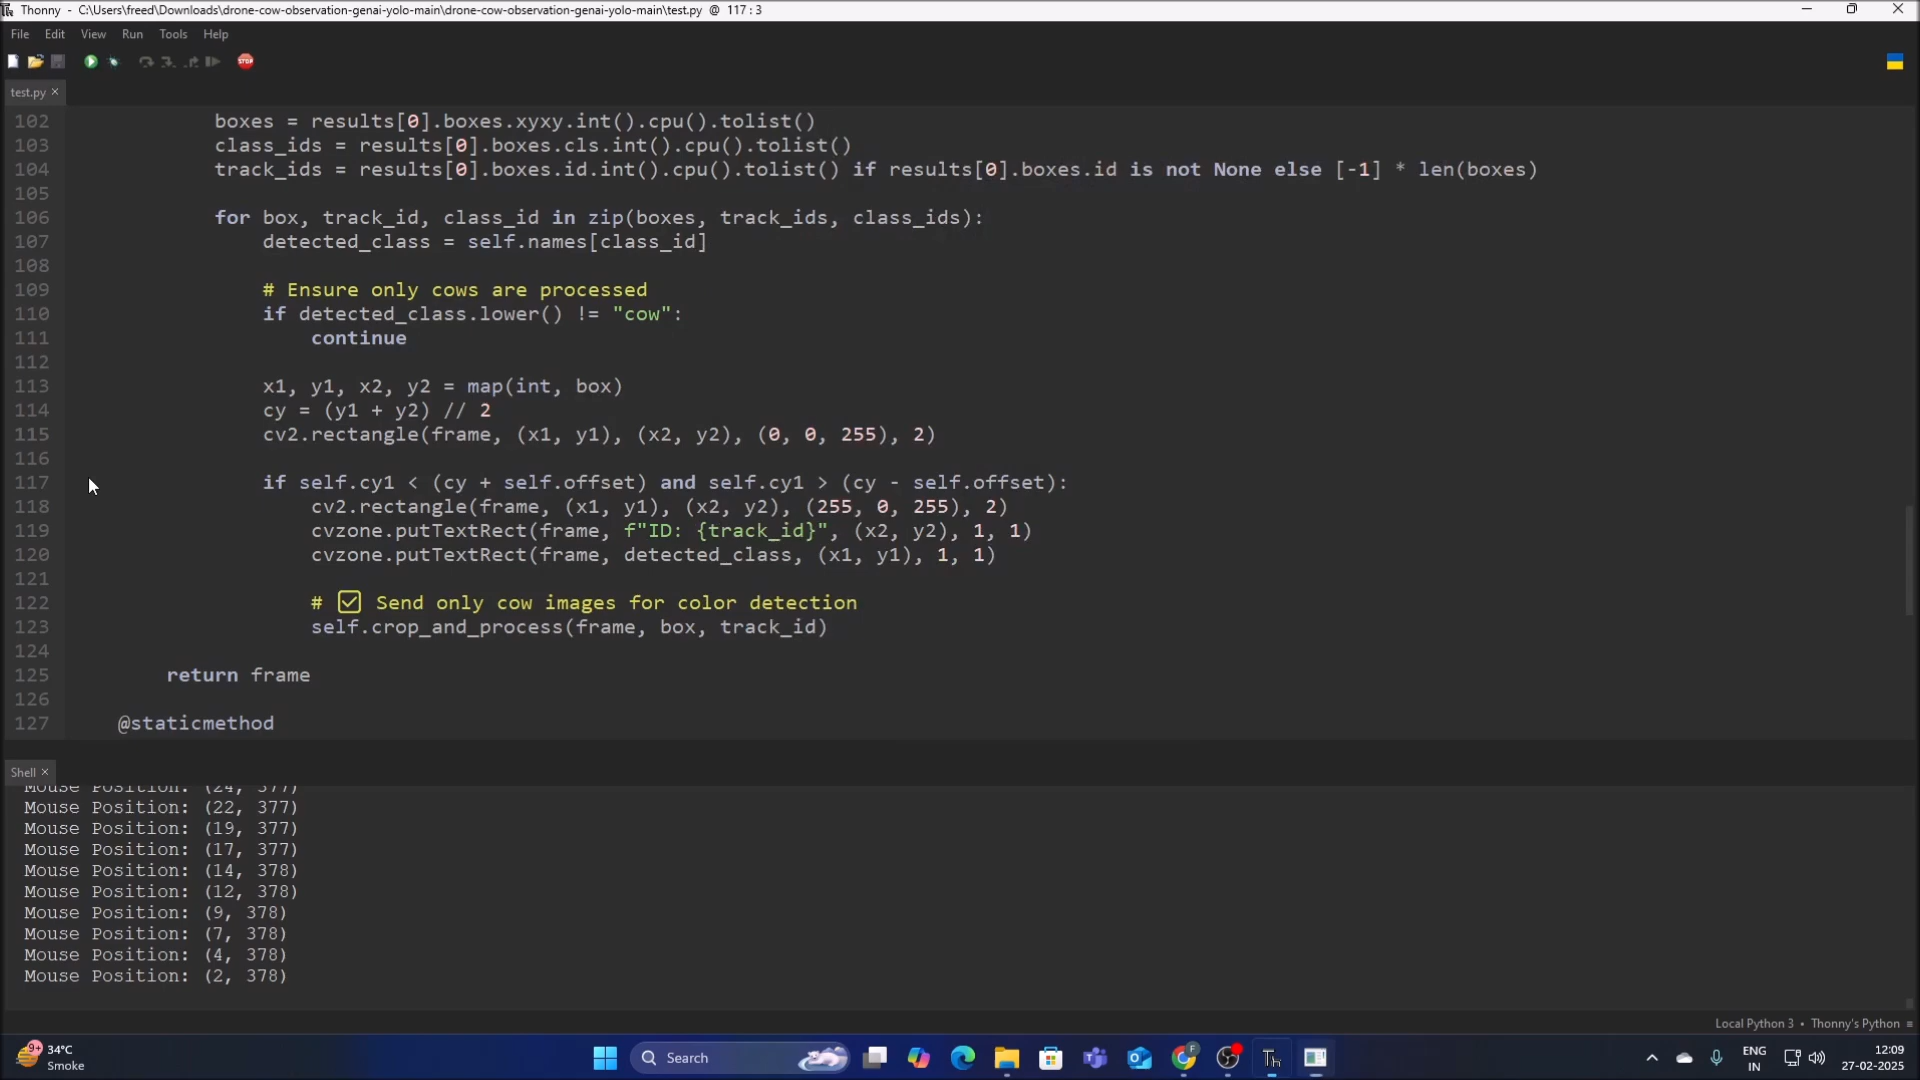 Thonny - C:\Users\freed\Downloads\drone-cow-observation-genai-yolo-main\drone-cow-observation-genai-yolo-main\test.py @ 117 : 3
File Edit View Run Tools Help
STOP
test.py ×
102 boxes = results[0].boxes.xyxy.int().cpu().tolist()
103 class_ids = results[0].boxes.cls.int().cpu().tolist()
104 track_ids = results[0].boxes.id.int().cpu().tolist() if results[0].boxes.id is not None else [-1] * len(boxes)
105
106 for box, track_id, class_id in zip(boxes, track_ids, class_ids):
107 detected_class = self.names[class_id]
108
109 # Ensure only cows are processed
110 if detected_class.lower() != "cow":
111 continue
112
113 x1, y1, x2, y2 = map(int, box)
114 cy = (y1 + y2) // 2
115 cv2.rectangle(frame, (x1, y1), (x2, y2), (0, 0, 255), 2)
116
117 if self.cy1 < (cy + self.offset) and self.cy1 > (cy - self.offset):
118 cv2.rectangle(frame, (x1, y1), (x2, y2), (255, 0, 255), 2)
119 cvzone.putTextRect(frame, f"ID: {track_id}", (x2, y2), 1, 1)
120 cvzone.putTextRect(frame, detected_class, (x1, y1), 1, 1)
121
122 # ☑ Send only cow images for color detection
123 self.crop_and_process(frame, box, track_id)
124
125 return frame
126
127 @staticmethod
Shell ×
Mouse Position: (24, 377)
Mouse Position: (22, 377)
Mouse Position: (19, 377)
Mouse Position: (17, 377)
Mouse Position: (14, 378)
Mouse Position: (12, 378)
Mouse Position: (9, 378)
Mouse Position: (7, 378)
Mouse Position: (4, 378)
Mouse Position: (2, 378)
Local Python 3 • Thonny's Python ≡
9+ 34°C
Smoke
Search
Th
ENG
IN
12:09
27-02-2025